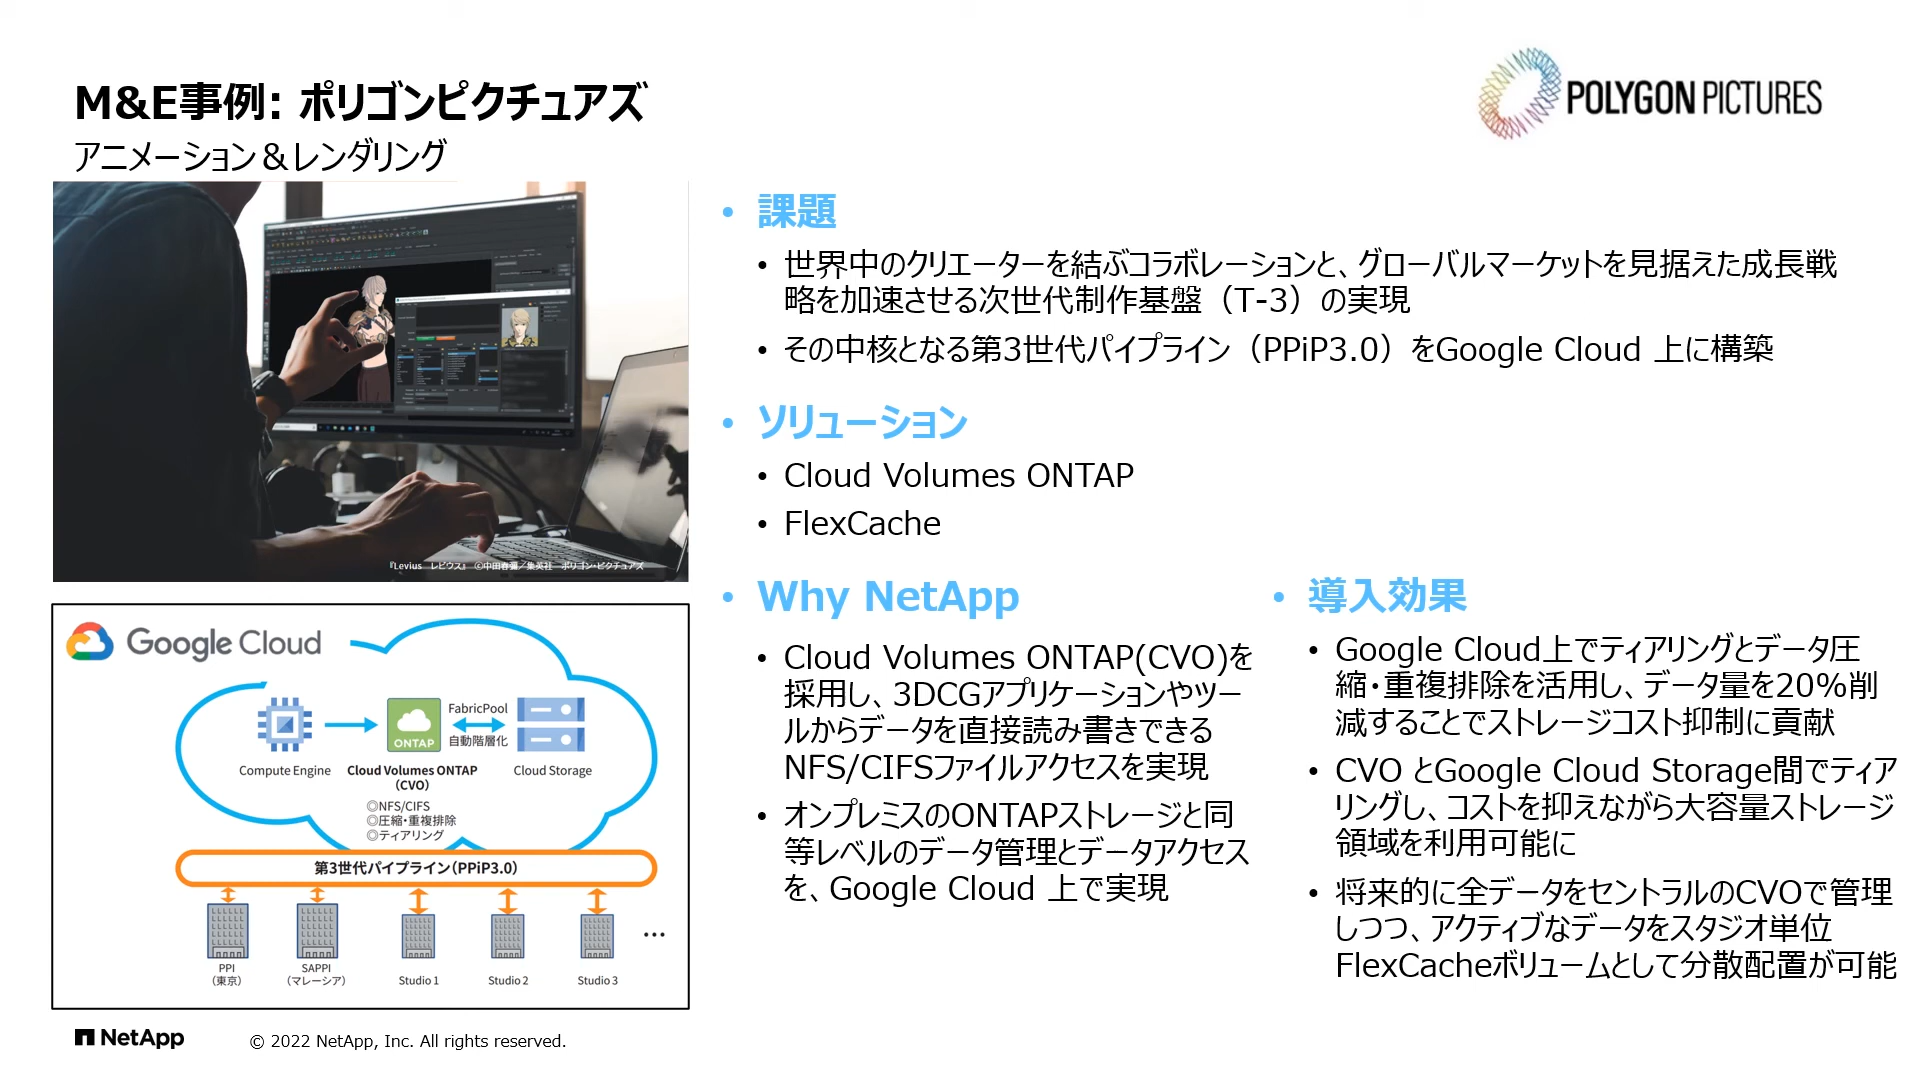 M&E事例: ポリゴンピクチュアズ
アニメーション＆レンダリング
POLYGON PICTURES
『Levius レビウス』 ©中田春彌／集英社 ポリゴン・ピクチュアズ
• 課題
• 世界中のクリエーターを結ぶコラボレーションと、グローバルマーケットを見据えた成長戦
略を加速させる次世代制作基盤（T-3）の実現
• その中核となる第3世代パイプライン（PPiP3.0）をGoogle Cloud 上に構築
• ソリューション
• Cloud Volumes ONTAP
• FlexCache
• Why NetApp
• Cloud Volumes ONTAP(CVO)を
採用し、3DCGアプリケーションやツー
ルからデータを直接読み書きできる
NFS/CIFSファイルアクセスを実現
• オンプレミスのONTAPストレージと同
等レベルのデータ管理とデータアクセス
を、Google Cloud 上で実現
• 導入効果
• Google Cloud上でティアリングとデータ圧
縮・重複排除を活用し、データ量を20%削
減することでストレージコスト抑制に貢献
• CVO とGoogle Cloud Storage間でティア
リングし、コストを抑えながら大容量ストレージ
領域を利用可能に
• 将来的に全データをセントラルのCVOで管理
しつつ、アクティブなデータをスタジオ単位
FlexCacheボリュームとして分散配置が可能
Google Cloud
FabricPool
自動階層化
ONTAP
Compute Engine
Cloud Volumes ONTAP
（CVO）
Cloud Storage
◎NFS/CIFS
◎圧縮・重複排除
◎ティアリング
第3世代パイプライン（PPiP3.0）
PPI
（東京）
SAPPI
（マレーシア）
Studio 1
Studio 2
Studio 3
…
NetApp
© 2022 NetApp, Inc. All rights reserved.